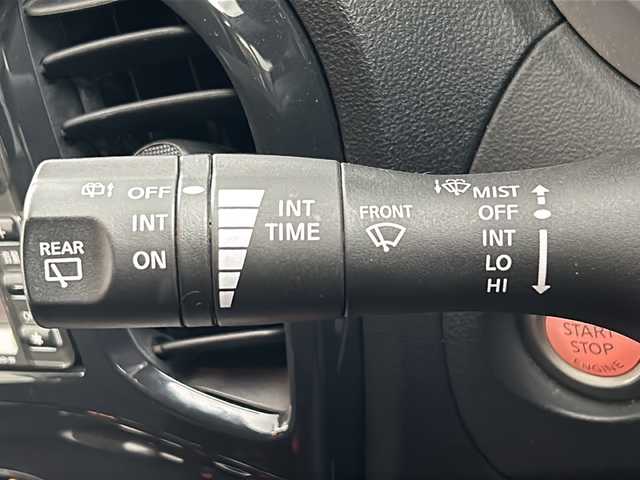 OFF
INT
ON
REAR
INT
TIME
FRONT
MIST
OFF
INT
LO
HI
START
STOP
ENGINE